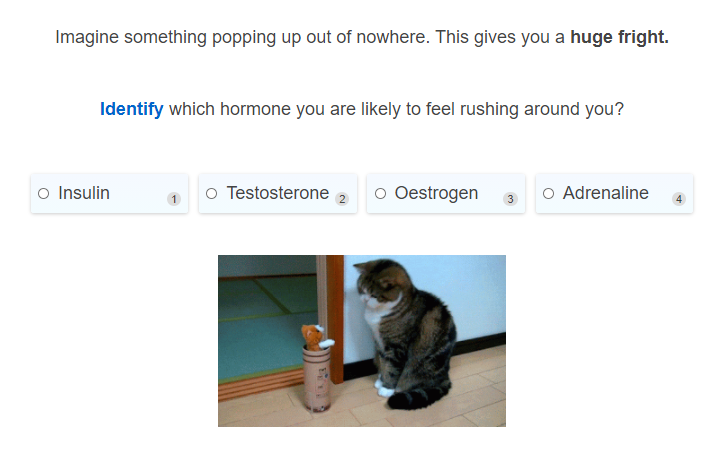 Imagine something popping up out of nowhere. This gives you a huge fright.
Identify which hormone you are likely to feel rushing around you?
Insulin 1
Testosterone 2
Oestrogen 3
Adrenaline 4